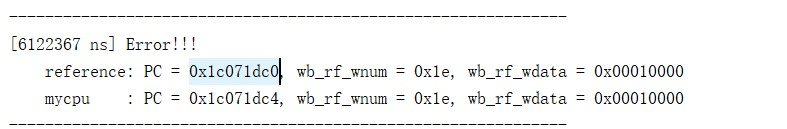 --------------------------------------------------------------
[6122367 ns] Error!!!
    reference: PC = 0x1c071dc0, wb_rf_wnum = 0x1e, wb_rf_wdata = 0x00010000
    mycpu    : PC = 0x1c071dc4, wb_rf_wnum = 0x1e, wb_rf_wdata = 0x00010000
--------------------------------------------------------------